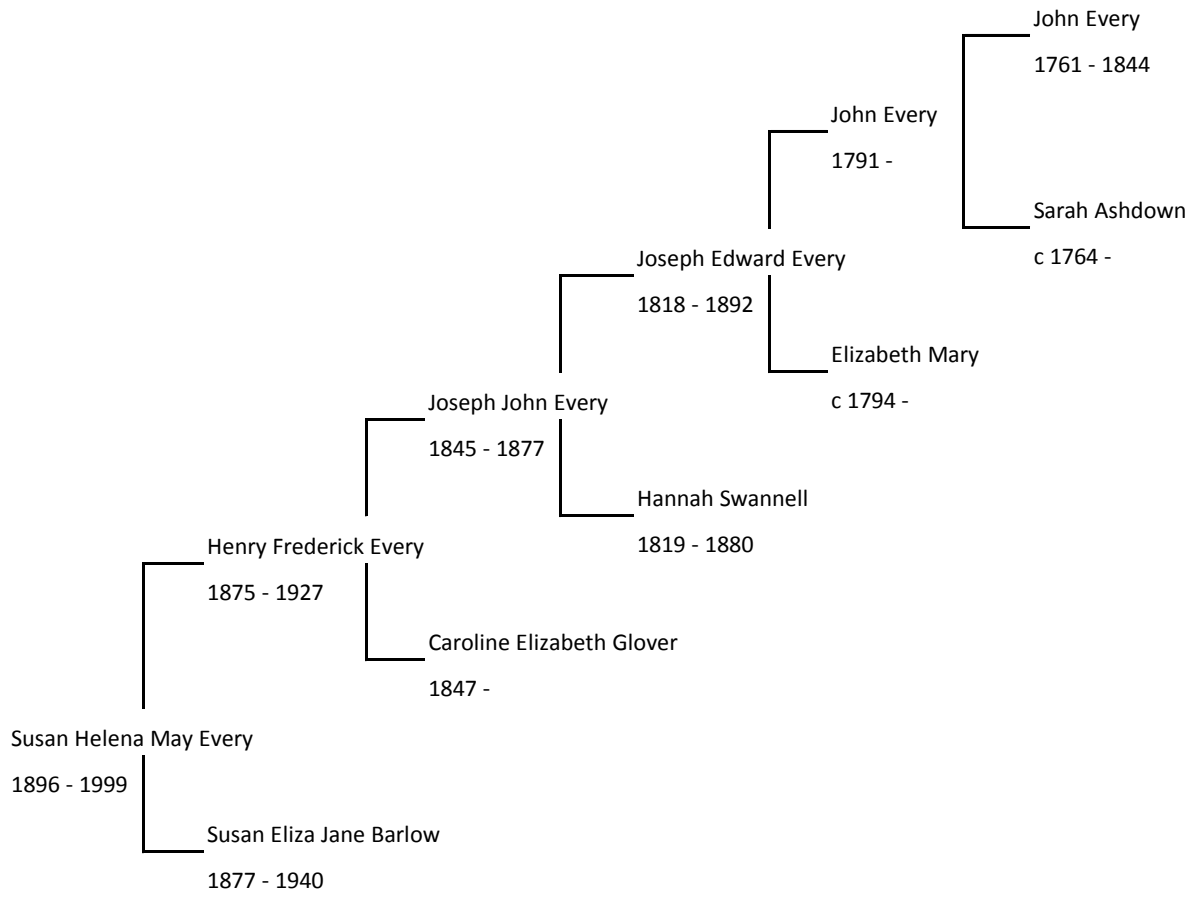 John Every
1761 - 1844
John Every
1791 -
Sarah Ashdown
c 1764 -
Joseph Edward Every
1818 - 1892
Elizabeth Mary
c 1794 -
Joseph John Every
1845 - 1877
Hannah Swannell
1819 - 1880
Henry Frederick Every
1875 - 1927
Caroline Elizabeth Glover
1847 -
Susan Helena May Every
1896 - 1999
Susan Eliza Jane Barlow
1877 - 1940